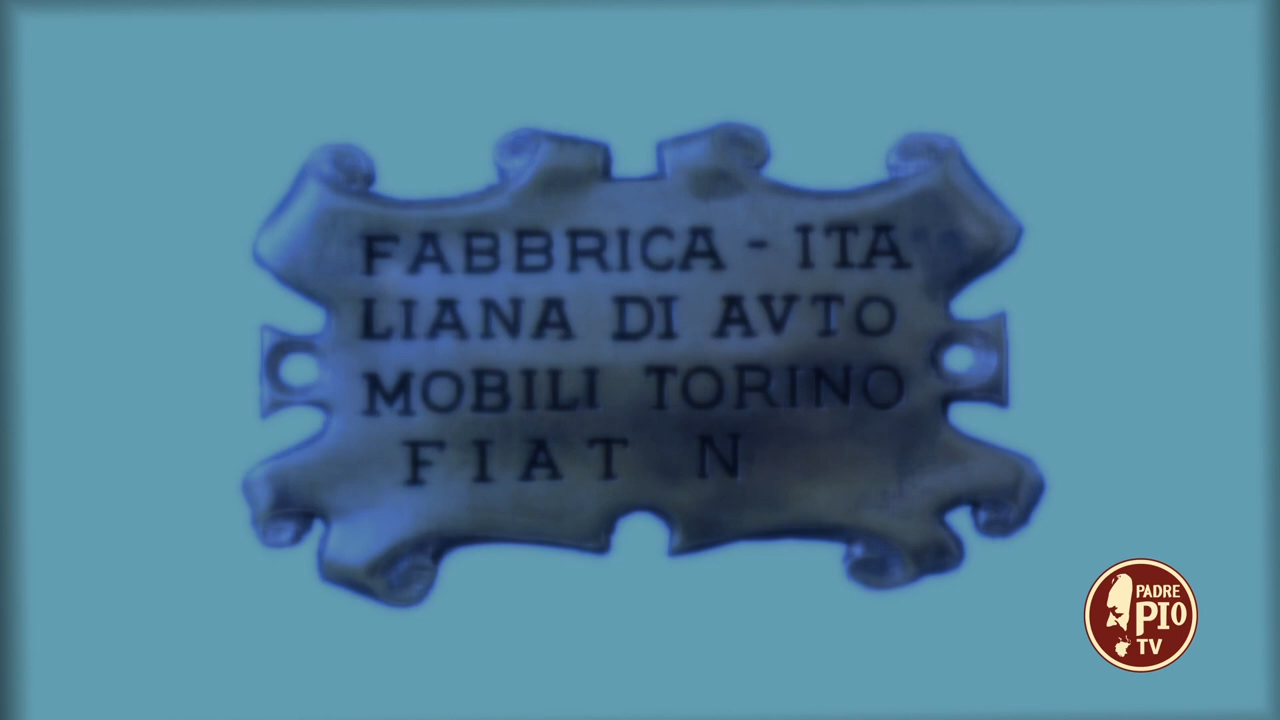 FABBRICA - ITA
LIANA DI AVTO
MOBILI TORINO
FIAT N
PADRE
PIO
TV